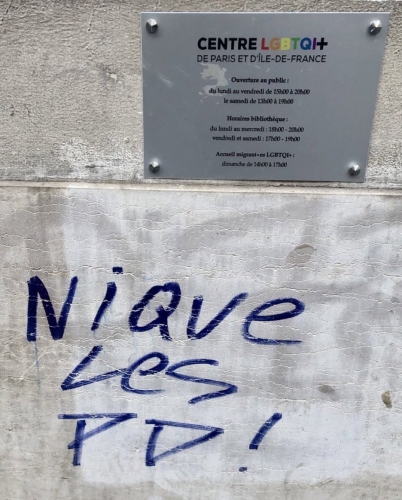 CENTRE LGBTQI+
DE PARIS ET D'ÎLE-DE-FRANCE
Ouverture au public :
du lundi au vendredi de 15h00 à 20h00
le samedi de 13h00 à 19h00
Horaires bibliothèque :
du lundi au mercredi : 18h00 - 20h00
vendredi et samedi : 17h00 - 19h00
Accueil migrant•es LGBTQI+ :
dimanche de 14h00 à 17h00
NiQVe
Les
PD!